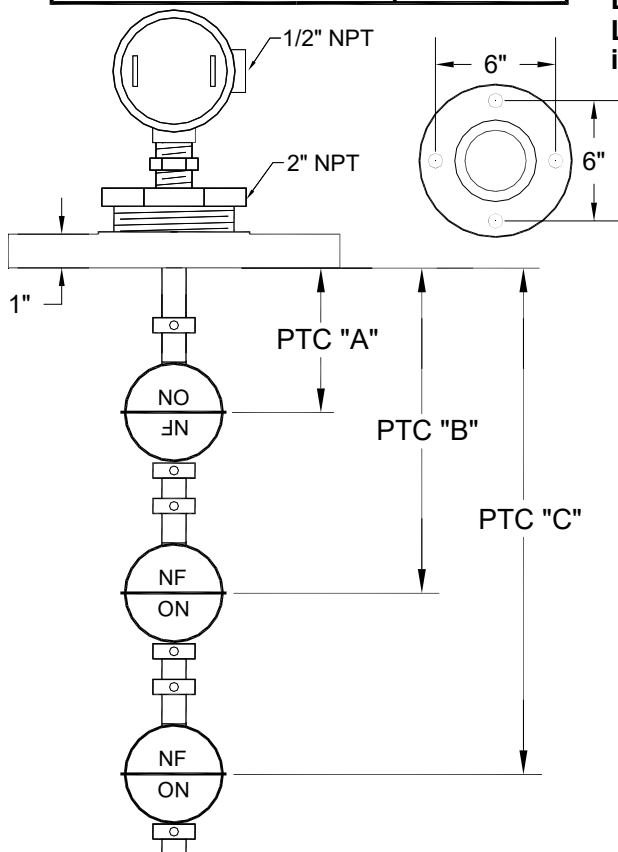 1/2" NPT
L
i
6"
6"
2" NPT
1"
PTC "A"
NO
NF
PTC "B"
NF
ON
PTC "C"
NF
ON